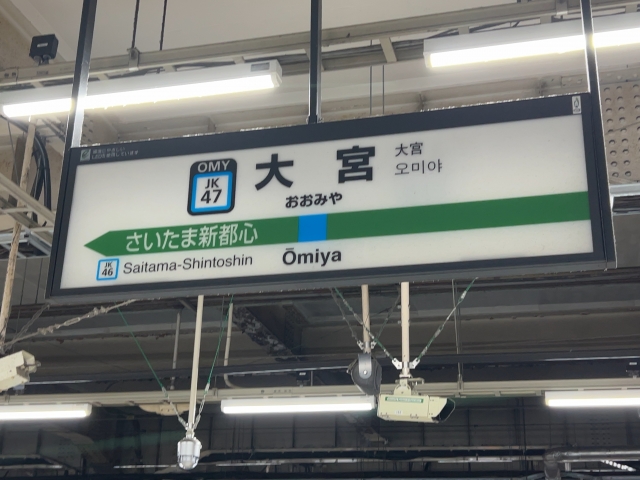 OMY
JK
47
大宮
おおみや
大宮
오미야
さいたま新都心
JK
46
Saitama-Shintoshin
Ōmiya